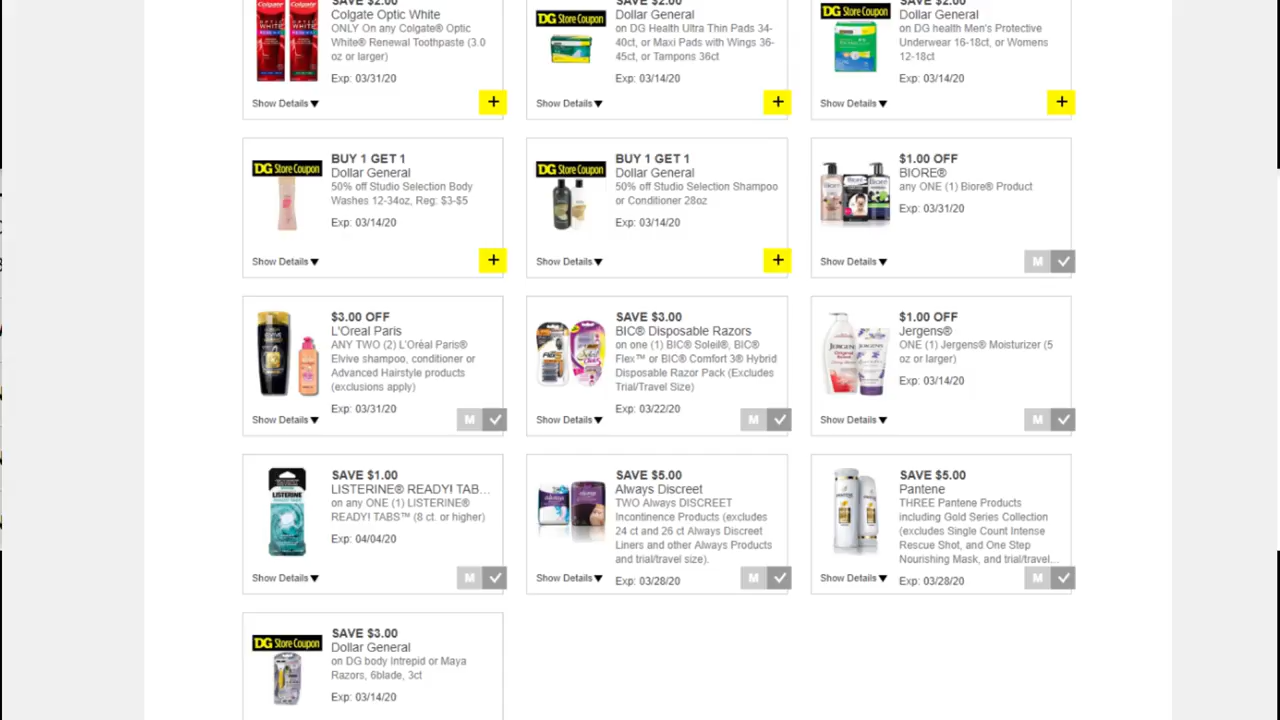 SAVE $2.00
Colgate Optic White
ONLY On any Colgate® Optic
White® Renewal Toothpaste (3.0
oz or larger)
Exp: 03/31/20
Show Details▼
+
SAVE $2.00
DG Store Coupon
Dollar General
on DG Health Ultra Thin Pads 34-
40ct, or Maxi Pads with Wings 36-
45ct, or Tampons 36ct
Exp: 03/14/20
Show Details▼
+
SAVE $2.00
DG Store Coupon
Dollar General
on DG health Men's Protective
Underwear 16-18ct, or Womens
12-18ct
Exp: 03/14/20
Show Details▼
+
BUY 1 GET 1
DG Store Coupon
Dollar General
50% off Studio Selection Body
Washes 12-34oz, Reg: $3-$5
Exp: 03/14/20
Show Details▼
+
BUY 1 GET 1
DG Store Coupon
Dollar General
50% off Studio Selection Shampoo
or Conditioner 28oz
Exp: 03/14/20
Show Details▼
+
$1.00 OFF
BIORE®
any ONE (1) Biore® Product
Exp: 03/31/20
Show Details▼
M
$3.00 OFF
L'Oreal Paris
ANY TWO (2) L'Oréal Paris®
Elvive shampoo, conditioner or
Advanced Hairstyle products
(exclusions apply)
Exp: 03/31/20
Show Details▼
M
SAVE $3.00
BIC® Disposable Razors
on one (1) BIC® Soleil®, BIC®
Flex™ or BIC® Comfort 3® Hybrid
Disposable Razor Pack (Excludes
Trial/Travel Size)
Exp: 03/22/20
Show Details▼
M
$1.00 OFF
Jergens®
ONE (1) Jergens® Moisturizer (5
oz or larger)
Exp: 03/14/20
Show Details▼
M
SAVE $1.00
LISTERINE® READY! TAB...
on any ONE (1) LISTERINE®
READY! TABS™ (8 ct. or higher)
Exp: 04/04/20
LISTERINE
Show Details▼
M
SAVE $5.00
Always Discreet
TWO Always DISCREET
Incontinence Products (excludes
24 ct and 26 ct Always Discreet
Liners and other Always Products
and trial/travel size).
Exp: 03/28/20
Show Details▼
M
SAVE $5.00
Pantene
THREE Pantene Products
including Gold Series Collection
(excludes Single Count Intense
Rescue Shot, and One Step
Nourishing Mask, and trial/travel...
Exp: 03/28/20
Show Details▼
M
SAVE $3.00
DG Store Coupon
Dollar General
on DG body Intrepid or Maya
Razors, 6blade, 3ct
Exp: 03/14/20